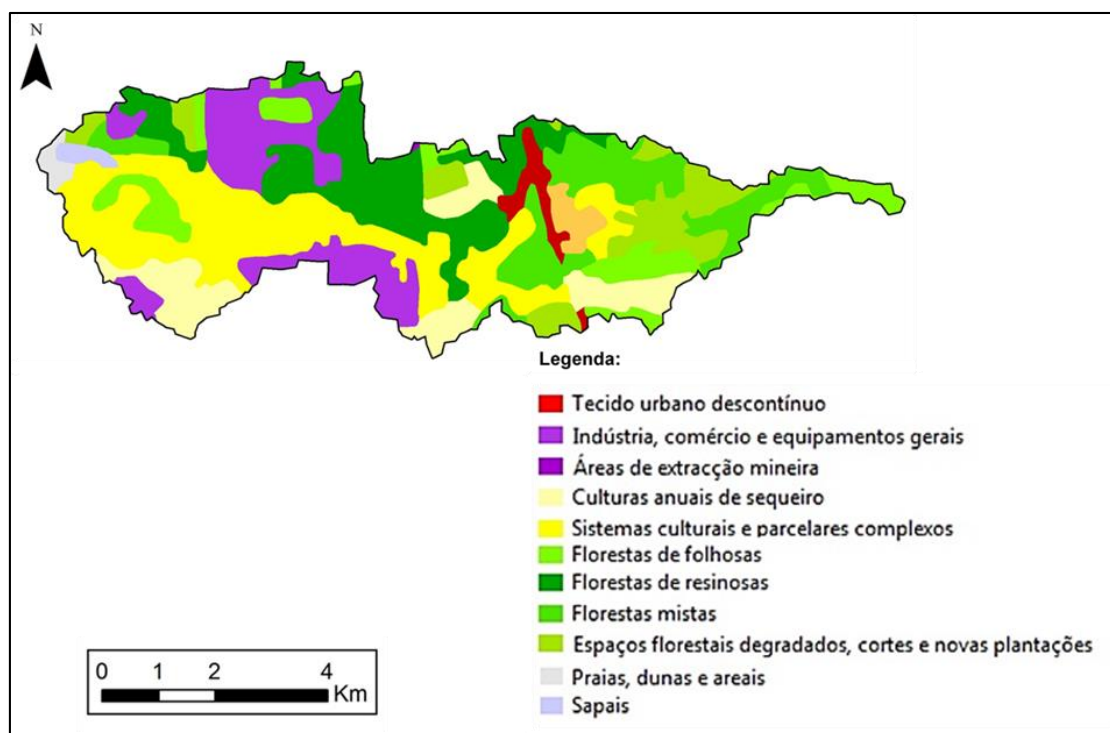 N
Legenda:
Tecido urbano descontínuo
Indústria, comércio e equipamentos gerais
Áreas de extracção mineira
Culturas anuais de sequeiro
Sistemas culturais e parcelares complexos
Florestas de folhosas
Florestas de resinosas
Florestas mistas
Espaços florestais degradados, cortes e novas plantações
Praias, dunas e areais
Sapais
0 1 2 4
Km